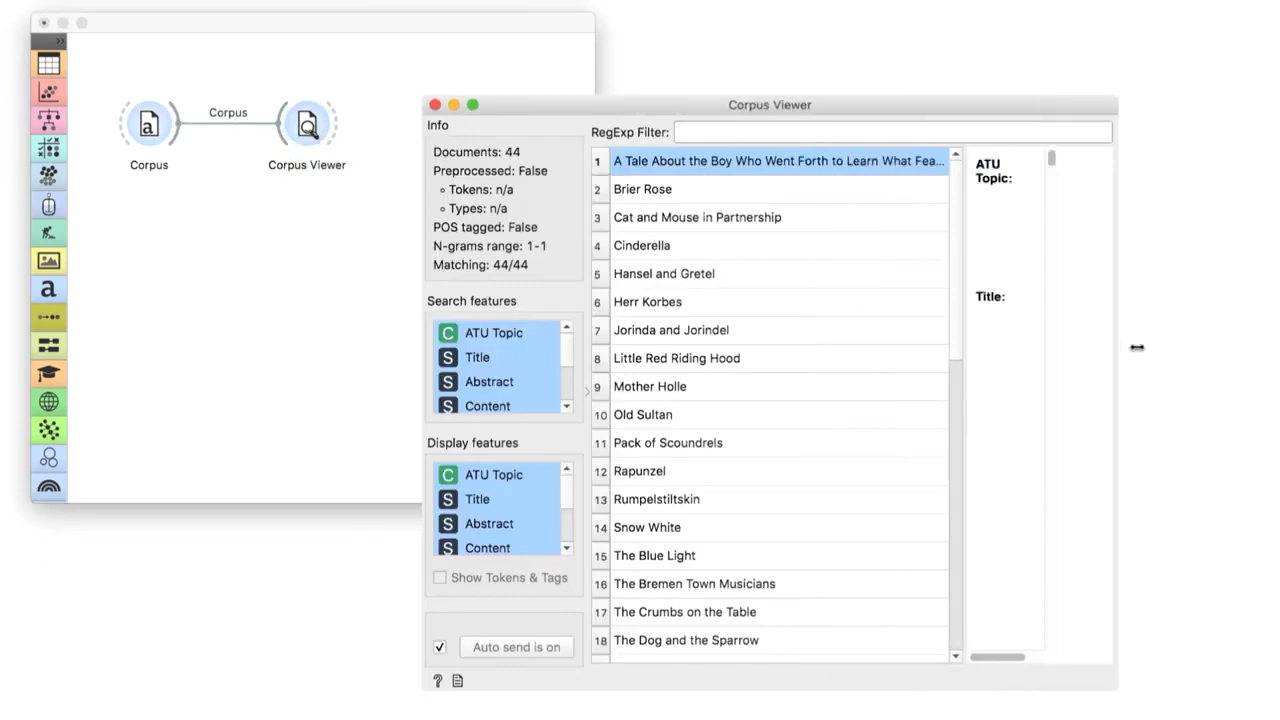 Corpus
Corpus
Corpus Viewer
a
Corpus Viewer
Info
Documents: 44
Preprocessed: False
Tokens: n/a
Types: n/a
POS tagged: False
N-grams range: 1-1
Matching: 44/44
Search features
C ATU Topic
S Title
S Abstract
S Content
Display features
C ATU Topic
S Title
S Abstract
S Content
Show Tokens & Tags
Auto send is on
?
RegExp Filter:
1 A Tale About the Boy Who Went Forth to Learn What Fea...
2 Brier Rose
3 Cat and Mouse in Partnership
4 Cinderella
5 Hansel and Gretel
6 Herr Korbes
7 Jorinda and Jorindel
8 Little Red Riding Hood
9 Mother Holle
10 Old Sultan
11 Pack of Scoundrels
12 Rapunzel
13 Rumpelstiltskin
14 Snow White
15 The Blue Light
16 The Bremen Town Musicians
17 The Crumbs on the Table
18 The Dog and the Sparrow
ATU
Topic:
Title: